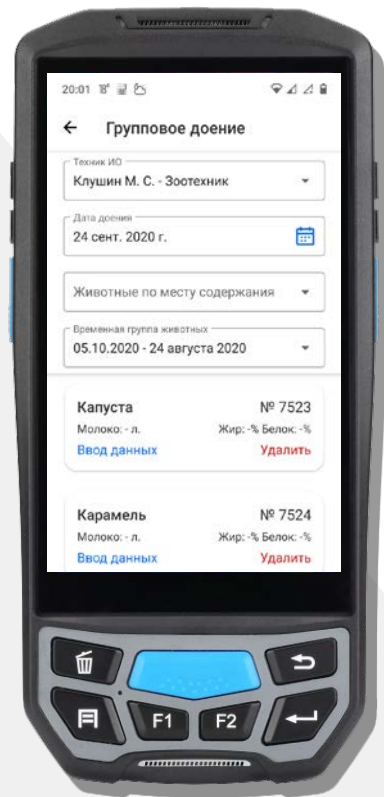 20:01 18°
Групповое доение
Техник ИО
Клушин М. С. - Зоотехник
Дата доения
24 сент. 2020 г.
Животные по месту содержания
Временная группа животных
05.10.2020 - 24 августа 2020
Капуста № 7523
Молоко: - л. Жир: -% Белок: -%
Ввод данных Удалить
Карамель № 7524
Молоко: - л. Жир: -% Белок: -%
Ввод данных Удалить
F1 F2